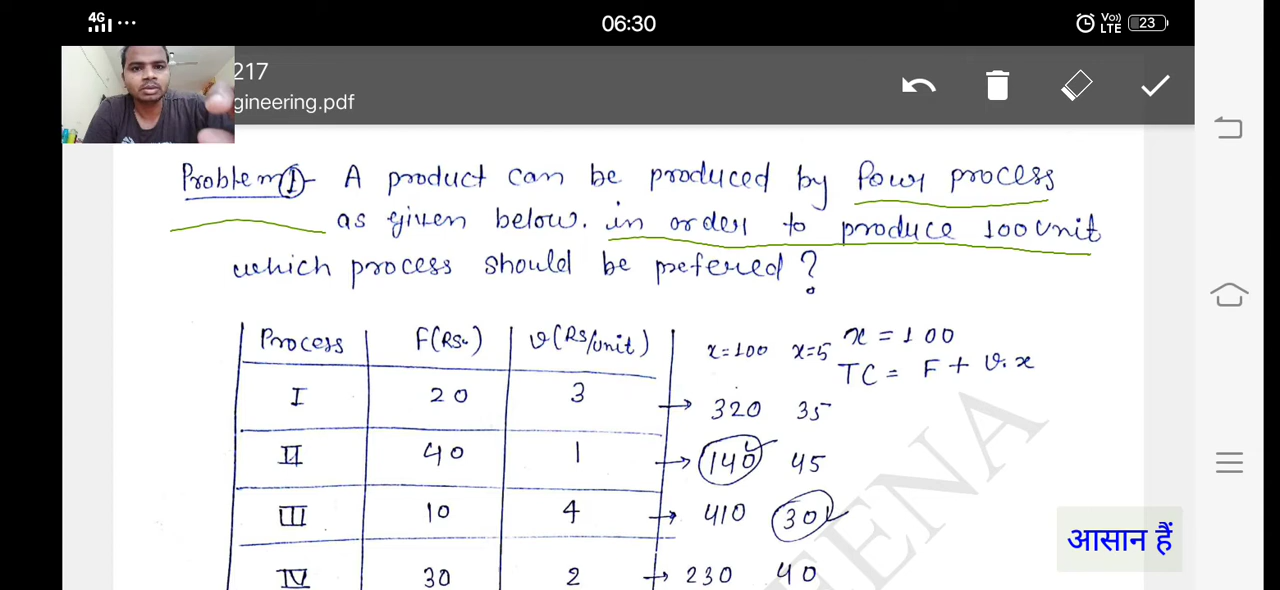 4G ... 06:30 Vo) LTE 23
217
gineering.pdf
Problem 1- A product can be produced by Four process
as given below. in order to produce 100 Unit
which process should be prefered?
Process F(Rs.) v(Rs/unit) x=100 x=5 x = 100
TC = F + v.x
I 20 3 → 320 35
II 40 1 → 140 45
III 10 4 → 410 30
IV 30 2 → 230 40
EENA
आसान हैं